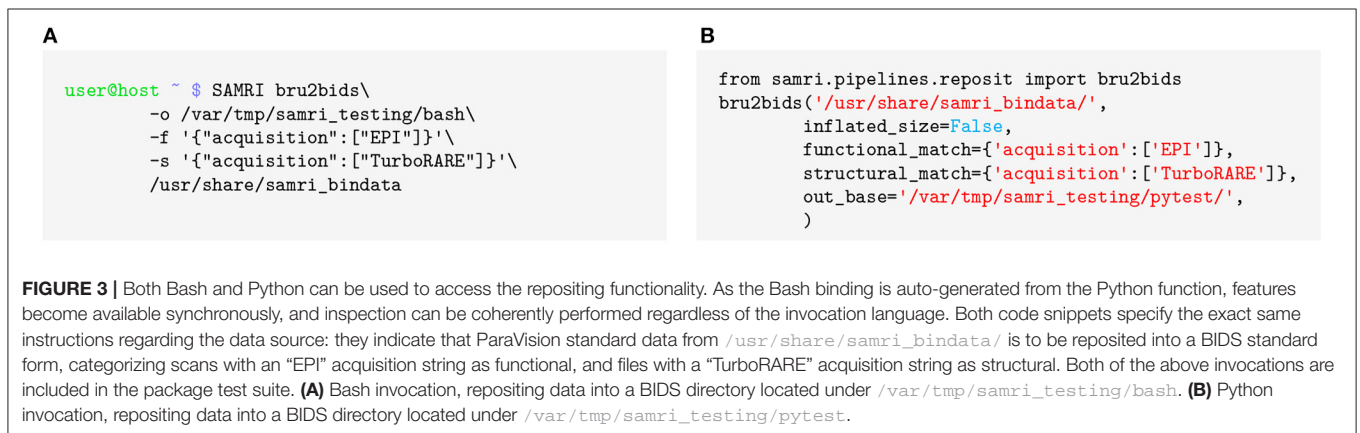 A
user@host ~ $ SAMRI bru2bids\
-o /var/tmp/samri_testing/bash\
-f '{"acquisition":["EPI"]}'\
-s '{"acquisition":["TurboRARE"]}'\
/usr/share/samri_bindata
B
from samri.pipelines.reposit import bru2bids
bru2bids('/usr/share/samri_bindata/',
inflated_size=False,
functional_match={'acquisition':['EPI']},
structural_match={'acquisition':['TurboRARE']},
out_base='/var/tmp/samri_testing/pytest/',
)
FIGURE 3 | Both Bash and Python can be used to access the repositing functionality. As the Bash binding is auto-generated from the Python function, features
become available synchronously, and inspection can be coherently performed regardless of the invocation language. Both code snippets specify the exact same
instructions regarding the data source: they indicate that ParaVision standard data from /usr/share/samri_bindata/ is to be reposited into a BIDS standard
form, categorizing scans with an “EPI” acquisition string as functional, and files with a “TurboRARE” acquisition string as structural. Both of the above invocations are
included in the package test suite. (A) Bash invocation, repositing data into a BIDS directory located under /var/tmp/samri_testing/bash. (B) Python
invocation, repositing data into a BIDS directory located under /var/tmp/samri_testing/pytest.